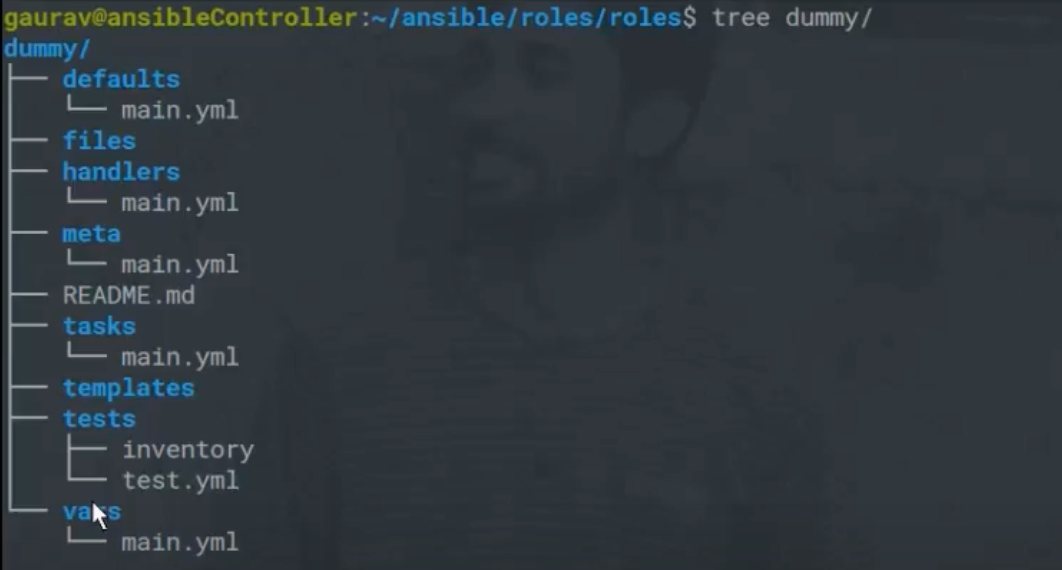 gaurav@ansibleController:~/ansible/roles/roles$ tree dummy/
dummy/
├── defaults
│   └── main.yml
├── files
├── handlers
│   └── main.yml
├── meta
│   └── main.yml
├── README.md
├── tasks
│   └── main.yml
├── templates
├── tests
│   ├── inventory
│   └── test.yml
└── vars
    └── main.yml